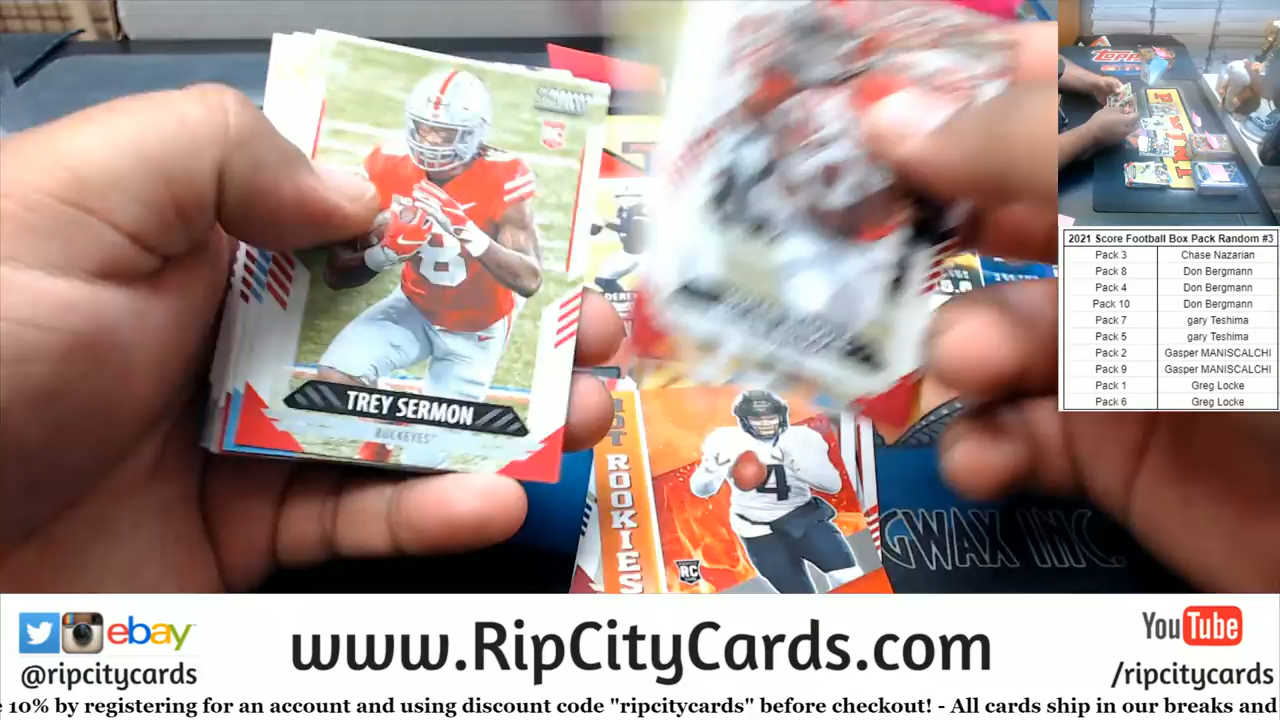 TREY SERMON
BUCKEYES
8
HOT ROOKIES
4
RC
GWAX INC.
TOPPS
2021 Score Football Box Pack Random #3
Pack 3 Chase Nazarian
Pack 8 Don Bergmann
Pack 4 Don Bergmann
Pack 10 Don Bergmann
Pack 7 gary Teshima
Pack 5 gary Teshima
Pack 2 Gasper MANISCALCHI
Pack 9 Gasper MANISCALCHI
Pack 1 Greg Locke
Pack 6 Greg Locke
ebay
@ripcitycards
www.RipCityCards.com
YouTube
/ripcitycards
e 10% by registering for an account and using discount code "ripcitycards" before checkout! - All cards ship in our breaks and